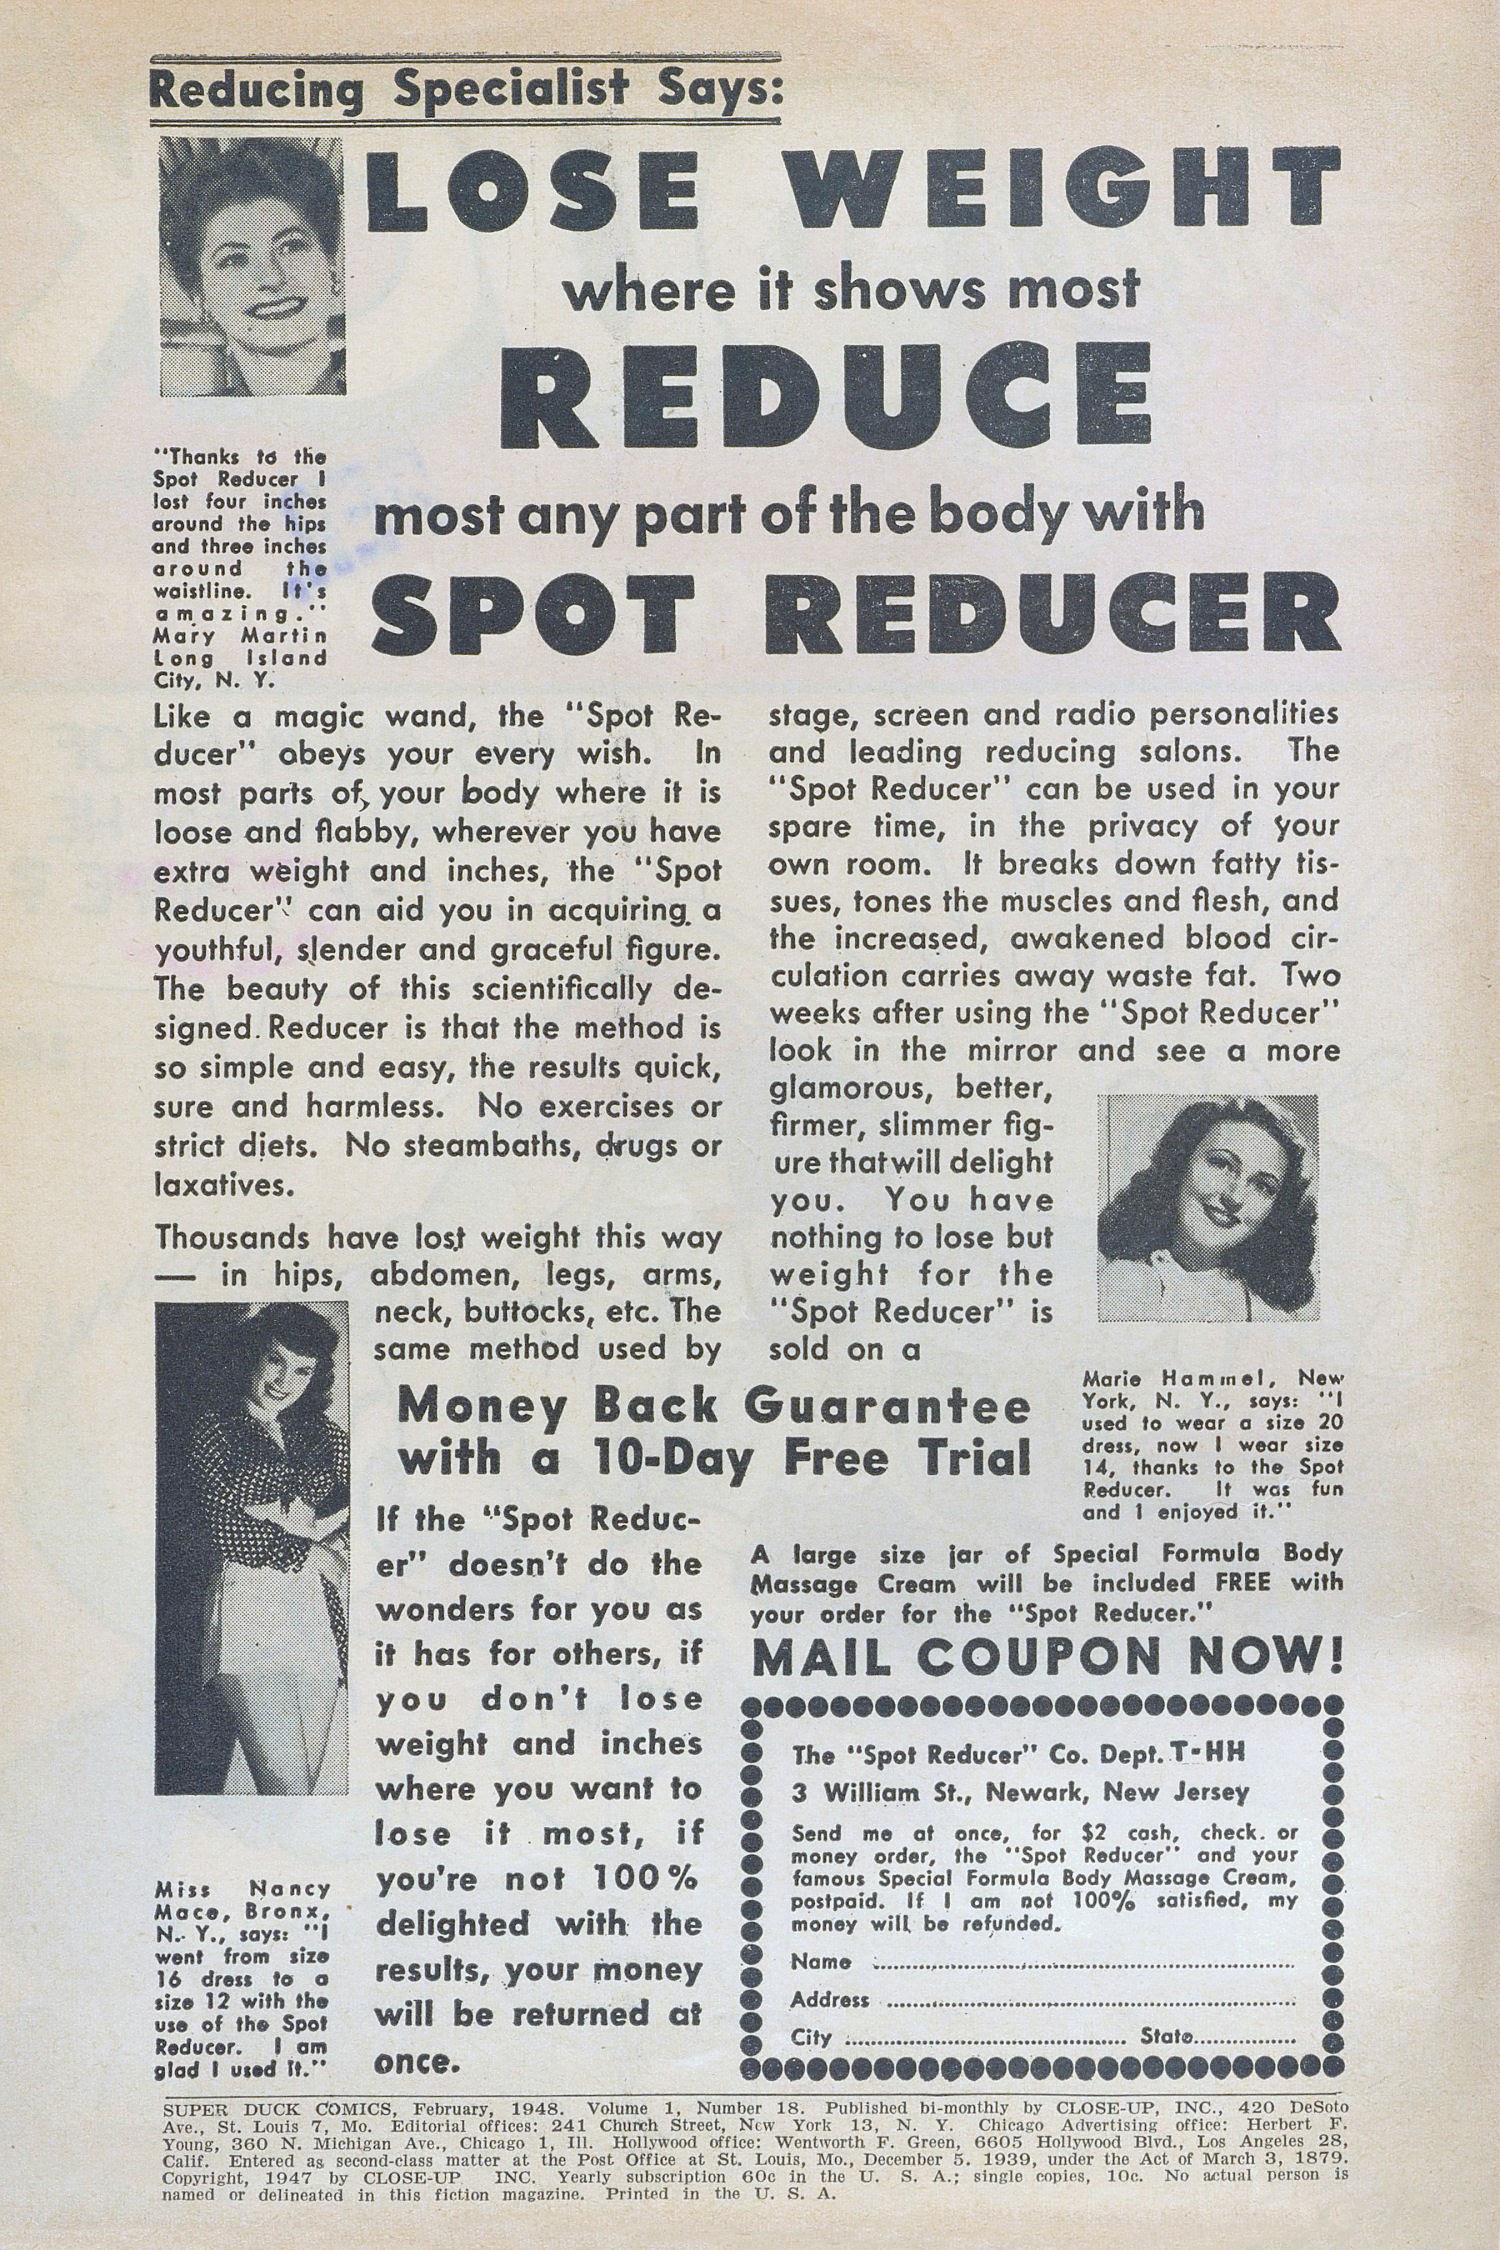 Reducing Specialist Says:
LOSE WEIGHT
where it shows most
REDUCE
most any part of the body with
SPOT REDUCER
"Thanks to the
Spot Reducer I
lost four inches
around the hips
and three inches
around the
waistline. It's
amazing."
Mary Martin
Long Island
City, N. Y.
Like a magic wand, the "Spot Re-
ducer" obeys your every wish. In
most parts of your body where it is
loose and flabby, wherever you have
extra weight and inches, the "Spot
Reducer" can aid you in acquiring a
youthful, slender and graceful figure.
The beauty of this scientifically de-
signed Reducer is that the method is
so simple and easy, the results quick,
sure and harmless. No exercises or
strict diets. No steambaths, drugs or
laxatives.
Thousands have lost weight this way
— in hips, abdomen, legs, arms,
neck, buttocks, etc. The
same method used by
stage, screen and radio personalities
and leading reducing salons. The
"Spot Reducer" can be used in your
spare time, in the privacy of your
own room. It breaks down fatty tis-
sues, tones the muscles and flesh, and
the increased, awakened blood cir-
culation carries away waste fat. Two
weeks after using the "Spot Reducer"
look in the mirror and see a more
glamorous, better,
firmer, slimmer fig-
ure that will delight
you. You have
nothing to lose but
weight for the
"Spot Reducer" is
sold on a
Money Back Guarantee
with a 10-Day Free Trial
Marie Hammel, New
York, N. Y., says: "I
used to wear a size 20
dress, now I wear size
14, thanks to the Spot
Reducer. It was fun
and I enjoyed it."
If the "Spot Reduc-
er" doesn't do the
wonders for you as
it has for others, if
you don't lose
weight and inches
where you want to
lose it most, if
you're not 100%
delighted with the
results, your money
will be returned at
once.
Miss Nancy
Mace, Bronx,
N. Y., says: "I
went from size
16 dress to a
size 12 with the
use of the Spot
Reducer. I am
glad I used it."
A large size jar of Special Formula Body
Massage Cream will be included FREE with
your order for the "Spot Reducer."
MAIL COUPON NOW!
The "Spot Reducer" Co. Dept. T-HH
3 William St., Newark, New Jersey
Send me at once, for $2 cash, check or
money order, the "Spot Reducer" and your
famous Special Formula Body Massage Cream,
postpaid. If I am not 100% satisfied, my
money will be refunded.
Name
Address
City State
SUPER DUCK COMICS, February, 1948. Volume 1, Number 18. Published bi-monthly by CLOSE-UP, INC., 420 DeSoto
Ave., St. Louis 7, Mo. Editorial offices: 241 Church Street, New York 13, N. Y. Chicago Advertising office: Herbert F.
Young, 360 N. Michigan Ave., Chicago 1, Ill. Hollywood office: Wentworth F. Green, 6605 Hollywood Blvd., Los Angeles 28,
Calif. Entered as second-class matter at the Post Office at St. Louis, Mo., December 5, 1939, under the Act of March 3, 1879.
Copyright, 1947 by CLOSE-UP INC. Yearly subscription 60c in the U. S. A.; single copies, 10c. No actual person is
named or delineated in this fiction magazine. Printed in the U. S. A.